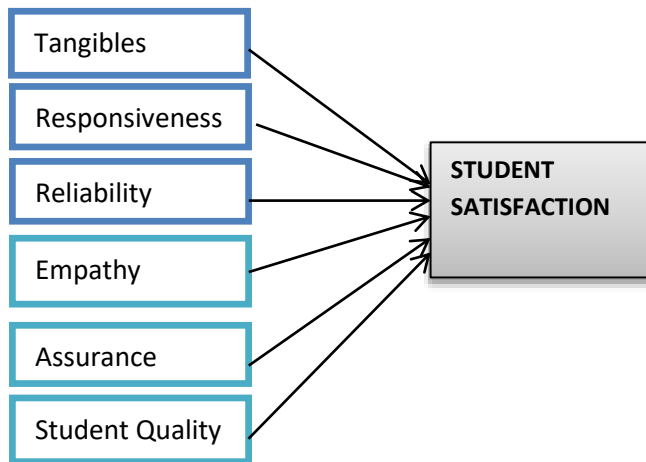 Tangibles
Responsiveness
Reliability
Empathy
Assurance
Student Quality
STUDENT
SATISFACTION